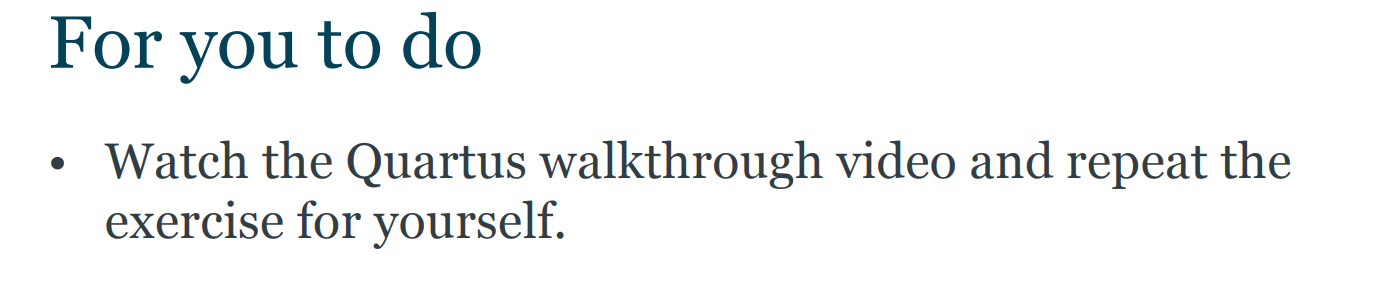 For you to do
• Watch the Quartus walkthrough video and repeat the
exercise for yourself.